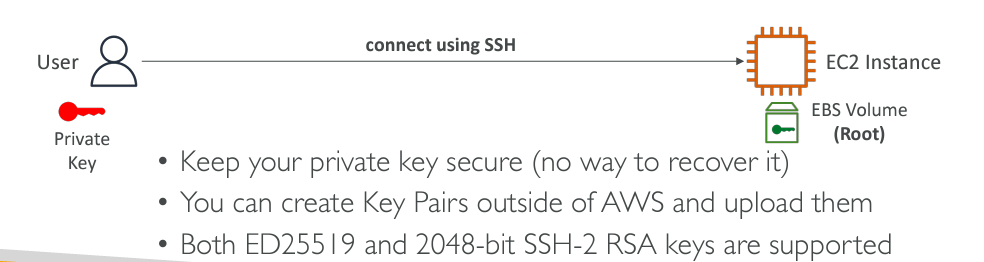 connect using SSH
User
EC2 Instance
EBS Volume
(Root)
Private
Key
• Keep your private key secure (no way to recover it)
• You can create Key Pairs outside of AWS and upload them
• Both ED25519 and 2048-bit SSH-2 RSA keys are supported